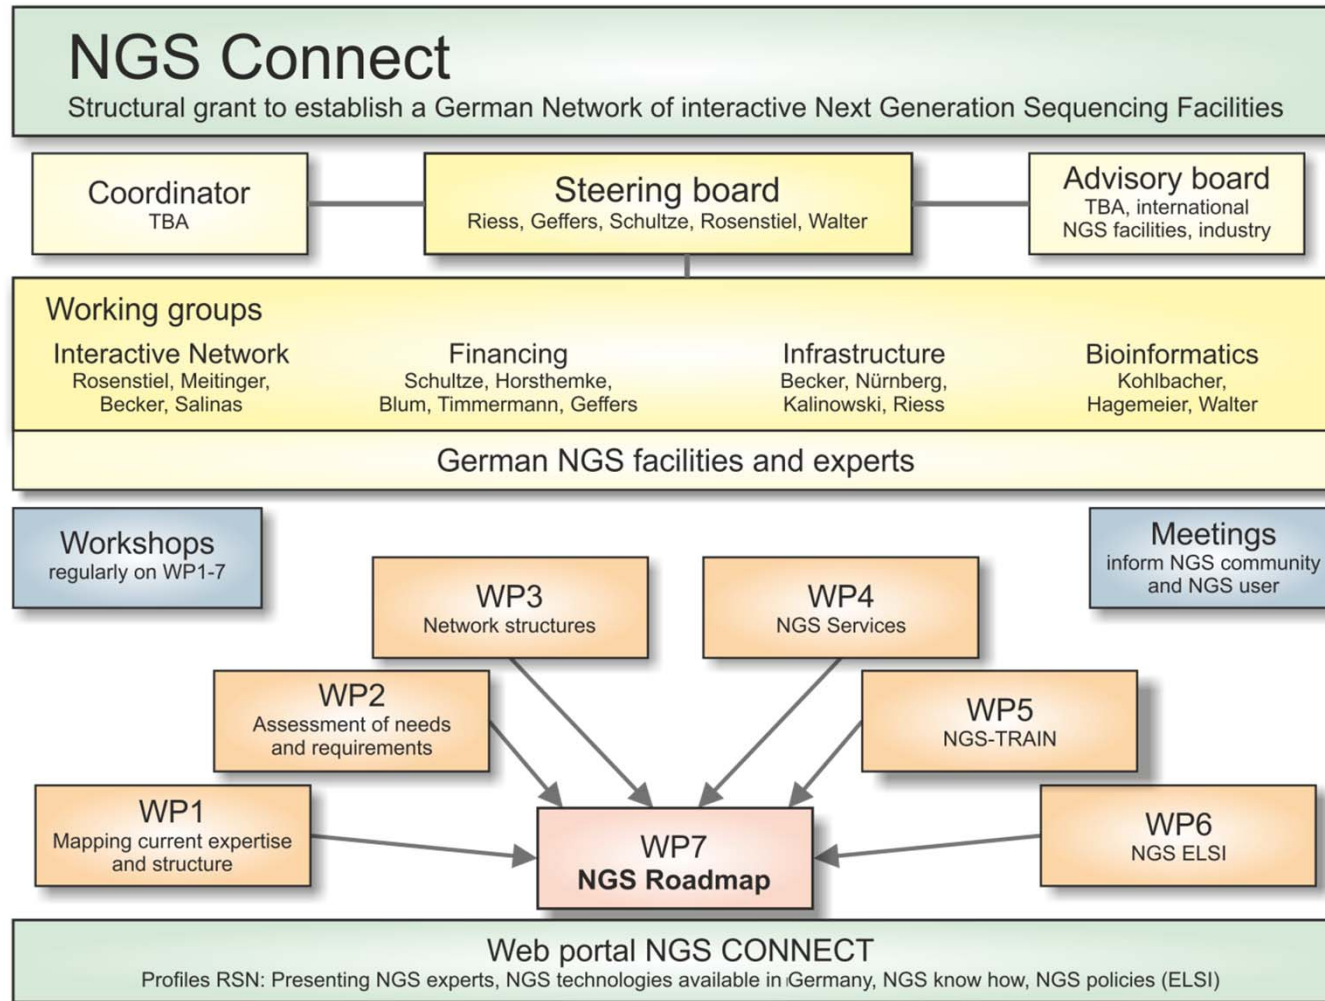 NGS Connect
Structural grant to establish a German Network of interactive Next Generation Sequencing Facilities
Coordinator
TBA
Steering board
Riess, Geffers, Schultze, Rosenstiel, Walter
Advisory board
TBA, international
NGS facilities, industry
Working groups
Interactive Network
Rosenstiel, Meitinger,
Becker, Salinas
Financing
Schultze, Horsthemke,
Blum, Timmermann, Geffers
Infrastructure
Becker, Nürnberg,
Kalinowski, Riess
Bioinformatics
Kohlbacher,
Hagemeier, Walter
German NGS facilities and experts
Workshops
regularly on WP1-7
Meetings
inform NGS community
and NGS user
WP3
Network structures
WP4
NGS Services
WP2
Assessment of needs
and requirements
WP5
NGS-TRAIN
WP1
Mapping current expertise
and structure
WP7
NGS Roadmap
WP6
NGS ELSI
Web portal NGS CONNECT
Profiles RSN: Presenting NGS experts, NGS technologies available in Germany, NGS know how, NGS policies (ELSI)